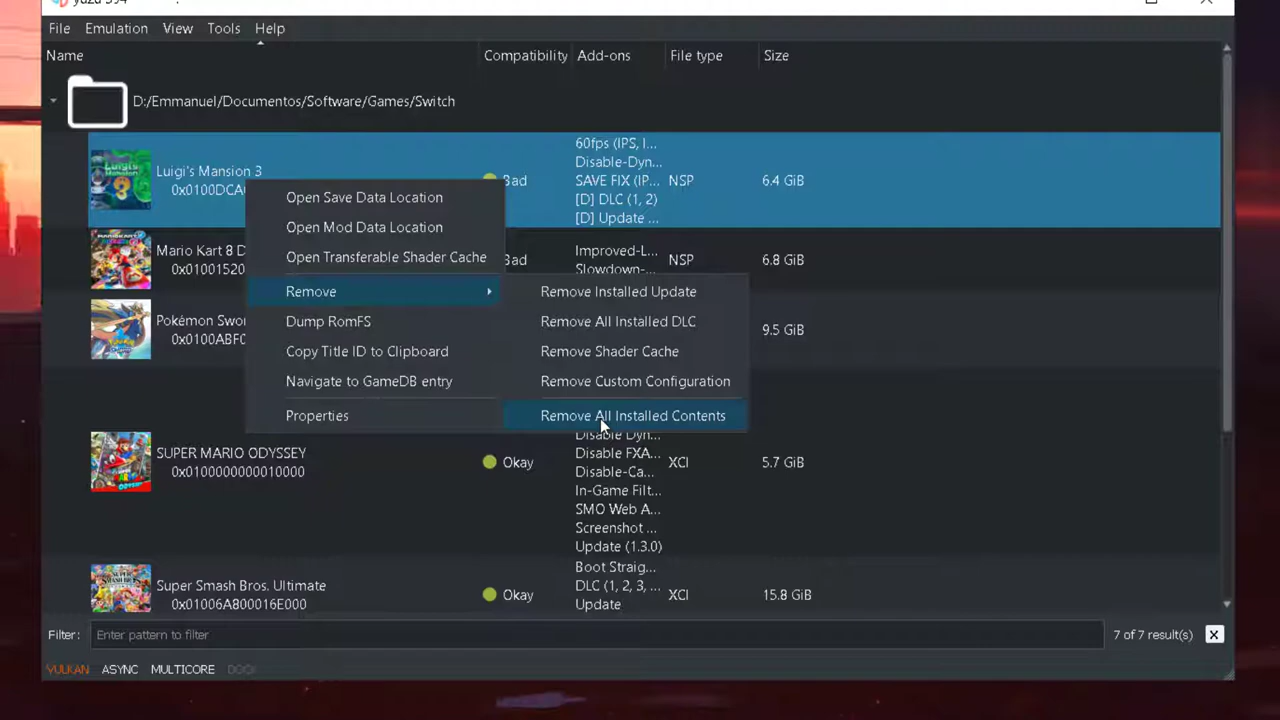 yuzu 594
File Emulation View Tools Help
Name Compatibility Add-ons File type Size
D:/Emmanuel/Documentos/Software/Games/Switch
Luigi's Mansion 3
0x0100DCA
Bad
60fps (IPS, I...
Disable-Dyn...
SAVE FIX (IP...
[D] DLC (1, 2)
[D] Update ...
NSP
6.4 GiB
Open Save Data Location
Open Mod Data Location
Open Transferable Shader Cache
Remove
Dump RomFS
Copy Title ID to Clipboard
Navigate to GameDB entry
Properties
Remove Installed Update
Remove All Installed DLC
Remove Shader Cache
Remove Custom Configuration
Remove All Installed Contents
Mario Kart 8 D
0x01001520
Bad
Improved-L...
Slowdown-...
NSP
6.8 GiB
Pokémon Swor
0x0100ABF0
9.5 GiB
SUPER MARIO ODYSSEY
0x0100000000010000
Okay
Disable Dyn...
Disable FXA...
Disable-Ca...
In-Game Filt...
SMO Web A...
Screenshot ...
Update (1.3.0)
XCI
5.7 GiB
Super Smash Bros. Ultimate
0x01006A800016E000
Okay
Boot Straig...
DLC (1, 2, 3, ...
Update
XCI
15.8 GiB
Filter: Enter pattern to filter 7 of 7 result(s)
VULKAN ASYNC MULTICORE DOCK